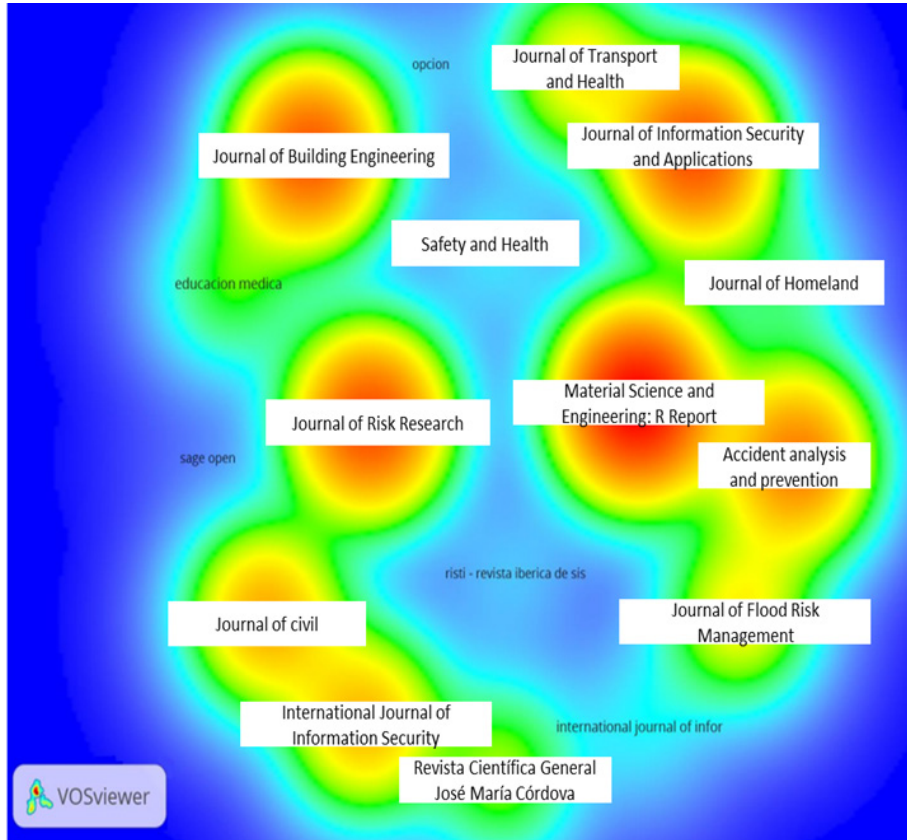 opcion
Journal of Transport
and Health
Journal of Building Engineering
Journal of Information Security
and Applications
Safety and Health
educacion medica
Journal of Homeland
Material Science and
Engineering: R Report
Journal of Risk Research
Accident analysis
and prevention
sage open
risti - revista iberica de sis
Journal of civil
Journal of Flood Risk
Management
International Journal of
Information Security
international journal of infor
Revista Científica General
José María Córdova
VOSviewer